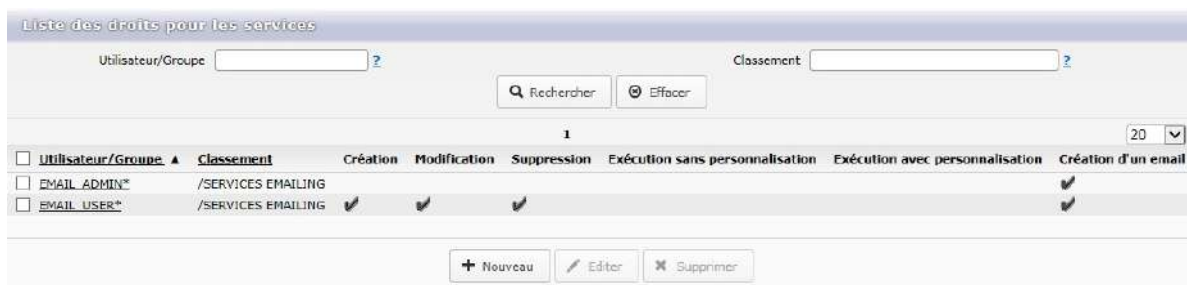 Liste des droits pour les services
Utilisateur/Groupe ? Classement ?
Rechercher Effacer
1 20
Utilisateur/Groupe ▲ Classement Création Modification Suppression Exécution sans personnalisation Exécution avec personnalisation Création d'un email
EMAIL_ADMIN* /SERVICES EMAILING ✔
EMAIL_USER* /SERVICES EMAILING ✔ ✔ ✔ ✔
+ Nouveau Editer Supprimer